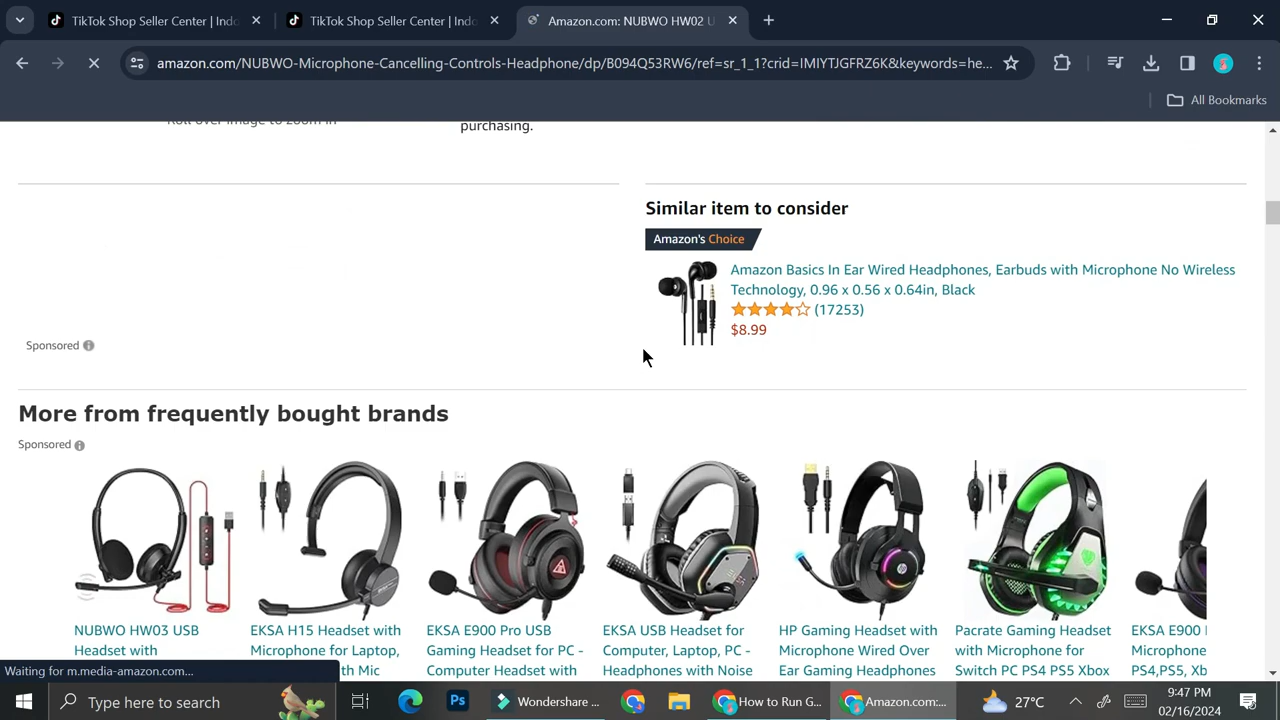 TikTok Shop Seller Center | Indo
TikTok Shop Seller Center | Indo
Amazon.com: NUBWO HW02 U
amazon.com/NUBWO-Microphone-Cancelling-Controls-Headphone/dp/B094Q53RW6/ref=sr_1_1?crid=IMIYTJGFRZ6K&keywords=he...
All Bookmarks
Roll over image to zoom in
purchasing.
Similar item to consider
Amazon's Choice
Amazon Basics In Ear Wired Headphones, Earbuds with Microphone No Wireless
Technology, 0.96 x 0.56 x 0.64in, Black
(17253)
$8.99
Sponsored
More from frequently bought brands
Sponsored
NUBWO HW03 USB
Headset with
EKSA H15 Headset with
Microphone for Laptop,
th Mic
EKSA E900 Pro USB
Gaming Headset for PC -
Computer Headset with
EKSA USB Headset for
Computer, Laptop, PC -
Headphones with Noise
HP Gaming Headset with
Microphone Wired Over
Ear Gaming Headphones
Pacrate Gaming Headset
with Microphone for
Switch PC PS4 PS5 Xbox
EKSA E900
Microphone
PS4,PS5, Xb
Waiting for m.media-amazon.com...
Type here to search
Ps
Wondershare ...
How to Run G...
Amazon.com:...
27°C
9:47 PM
02/16/2024